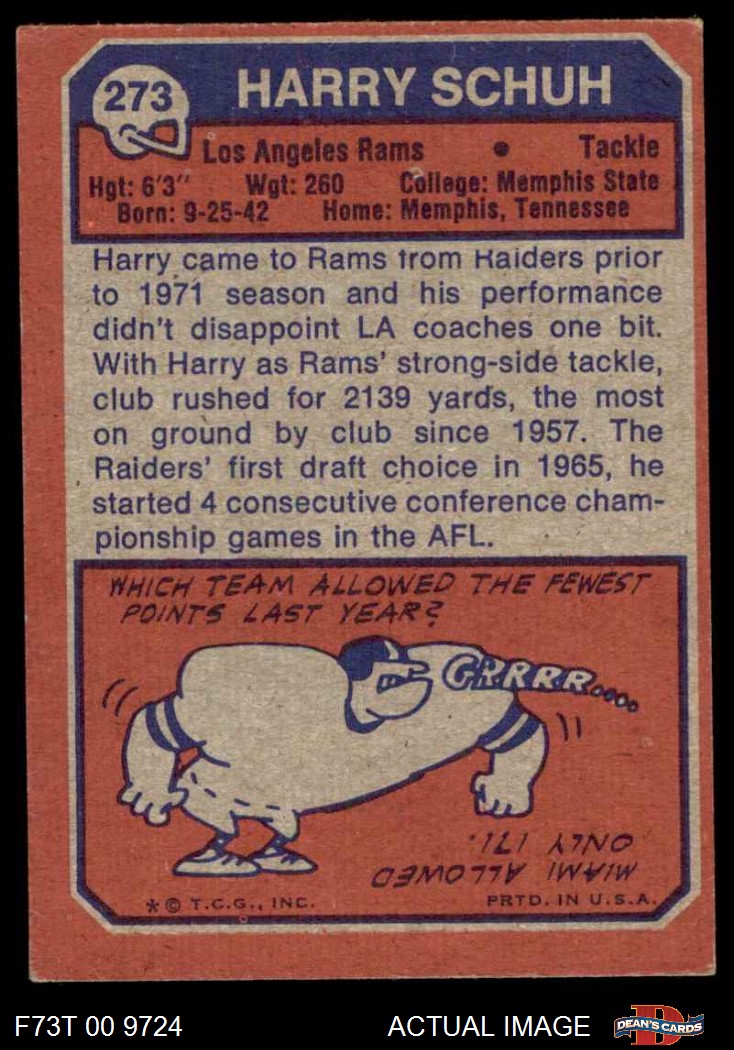 273
HARRY SCHUH
Los Angeles Rams • Tackle
Hgt: 6'3" Wgt: 260 College: Memphis State
Born: 9-25-42 Home: Memphis, Tennessee
Harry came to Rams from Raiders prior
to 1971 season and his performance
didn't disappoint LA coaches one bit.
With Harry as Rams' strong-side tackle,
club rushed for 2139 yards, the most
on ground by club since 1957. The
Raiders' first draft choice in 1965, he
started 4 consecutive conference cham-
pionship games in the AFL.
WHICH TEAM ALLOWED THE FEWEST
POINTS LAST YEAR?
GRRRR.....
MIAMI ALLOWED
ONLY 171.
*© T.C.G., INC. PRTD. IN U.S.A.
F73T 00 9724 ACTUAL IMAGE
D
DEAN'S CARDS